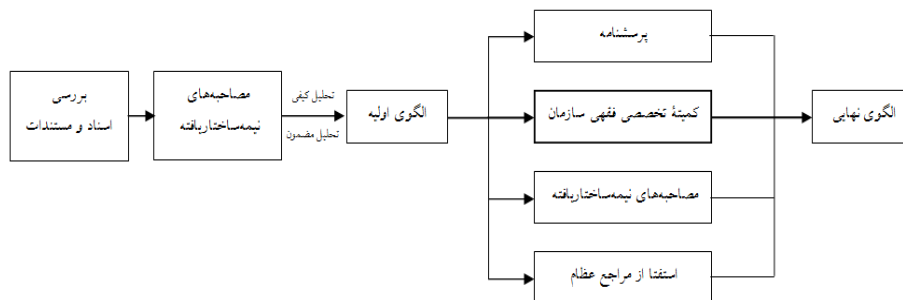 بررسی
اسناد و مستندات
مصاحبه‌های
نیمه‌ساختاریافته
تحلیل کیفی
تحلیل مضمون
الگوی اولیه
پرسشنامه
کمیتهٔ تخصصی فقهی سازمان
مصاحبه‌های نیمه‌ساختاریافته
استفتا از مراجع عظام
الگوی نهایی